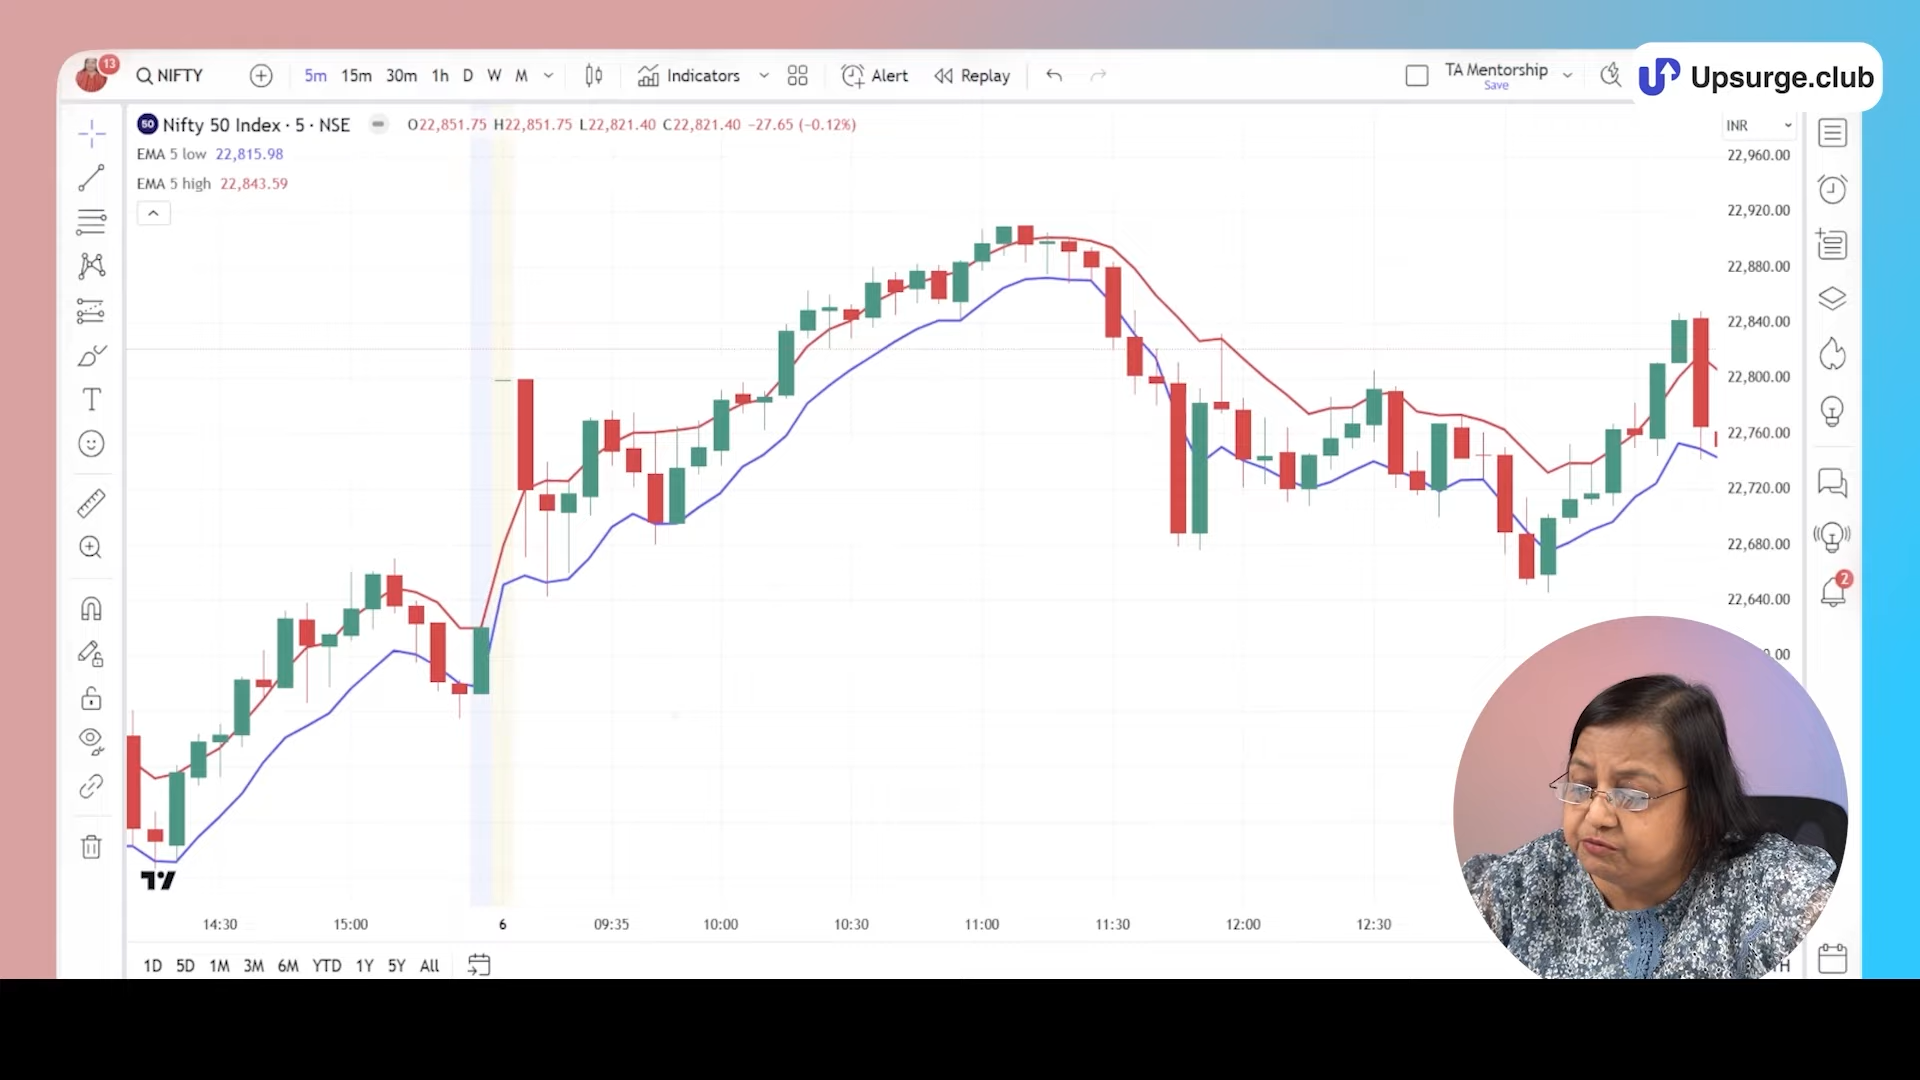 13
NIFTY
5m 15m 30m 1h D W M
Indicators
Alert
Replay
TA Mentorship
Save
Upsurge.club
50 Nifty 50 Index · 5 · NSE
O22,851.75 H22,851.75 L22,821.40 C22,821.40 −27.65 (−0.12%)
EMA 5 low 22,815.98
EMA 5 high 22,843.59
INR
22,960.00
22,920.00
22,880.00
22,840.00
22,800.00
22,760.00
22,720.00
22,680.00
22,640.00
2
14:30 15:00 6 09:35 10:00 10:30 11:00 11:30 12:00 12:30
1D 5D 1M 3M 6M YTD 1Y 5Y All